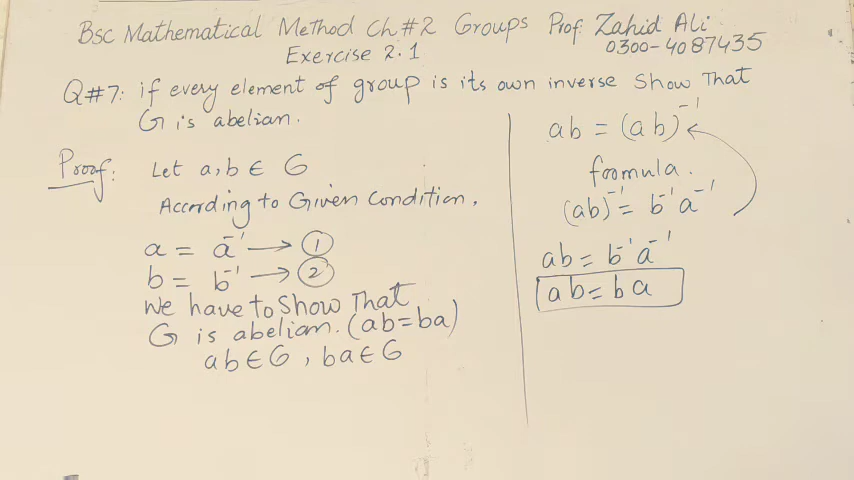 Bsc Mathematical Method Ch#2 Groups Prof. Zahid Ali
0300-4087435
Exercise 2.1
Q#7: if every element of group is its own inverse Show That
G is abelian.
Proof: Let a,b ∈ G
According to Given Condition,
a = a⁻¹ → ①
b = b⁻¹ → ②
We have to Show That
G is abelian. (ab=ba)
ab ∈ G , ba ∈ G
ab = (ab)⁻¹
formula.
(ab)⁻¹ = b⁻¹a⁻¹
ab = b⁻¹a⁻¹
ab = ba